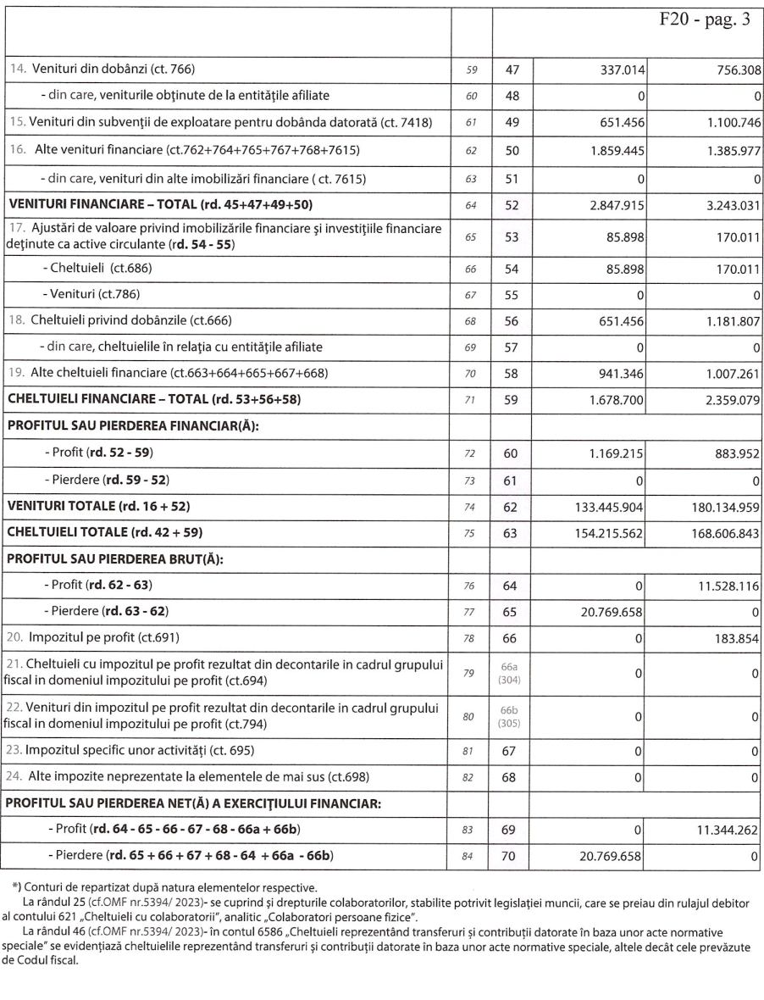 F20 - pag. 3
14. Venituri din dobânzi (ct. 766) 59 47 337.014 756.308
- din care, veniturile obținute de la entitățile afiliate 60 48 0 0
15. Venituri din subvenții de exploatare pentru dobânda datorată (ct. 7418) 61 49 651.456 1.100.746
16. Alte venituri financiare (ct.762+764+765+767+768+7615) 62 50 1.859.445 1.385.977
- din care, venituri din alte imobilizări financiare ( ct. 7615) 63 51 0 0
VENITURI FINANCIARE – TOTAL (rd. 45+47+49+50) 64 52 2.847.915 3.243.031
17. Ajustări de valoare privind imobilizările financiare și investițiile financiare
deținute ca active circulante (rd. 54 - 55) 65 53 85.898 170.011
- Cheltuieli (ct.686) 66 54 85.898 170.011
- Venituri (ct.786) 67 55 0 0
18. Cheltuieli privind dobânzile (ct.666) 68 56 651.456 1.181.807
- din care, cheltuielile în relația cu entitățile afiliate 69 57 0 0
19. Alte cheltuieli financiare (ct.663+664+665+667+668) 70 58 941.346 1.007.261
CHELTUIELI FINANCIARE – TOTAL (rd. 53+56+58) 71 59 1.678.700 2.359.079
PROFITUL SAU PIERDEREA FINANCIAR(Ă):
- Profit (rd. 52 - 59) 72 60 1.169.215 883.952
- Pierdere (rd. 59 - 52) 73 61 0 0
VENITURI TOTALE (rd. 16 + 52) 74 62 133.445.904 180.134.959
CHELTUIELI TOTALE (rd. 42 + 59) 75 63 154.215.562 168.606.843
PROFITUL SAU PIERDEREA BRUT(Ă):
- Profit (rd. 62 - 63) 76 64 0 11.528.116
- Pierdere (rd. 63 - 62) 77 65 20.769.658 0
20. Impozitul pe profit (ct.691) 78 66 0 183.854
21. Cheltuieli cu impozitul pe profit rezultat din decontarile in cadrul grupului
fiscal in domeniul impozitului pe profit (ct.694) 79 66a (304) 0 0
22. Venituri din impozitul pe profit rezultat din decontarile in cadrul grupului
fiscal in domeniul impozitului pe profit (ct.794) 80 66b (305) 0 0
23. Impozitul specific unor activități (ct. 695) 81 67 0 0
24. Alte impozite neprezentate la elementele de mai sus (ct.698) 82 68 0 0
PROFITUL SAU PIERDEREA NET(Ă) A EXERCIȚIULUI FINANCIAR:
- Profit (rd. 64 - 65 - 66 - 67 - 68 - 66a + 66b) 83 69 0 11.344.262
- Pierdere (rd. 65 + 66 + 67 + 68 - 64 + 66a - 66b) 84 70 20.769.658 0
*) Conturi de repartizat după natura elementelor respective.
La rândul 25 (cf.OMF nr.5394/ 2023)- se cuprind și drepturile colaboratorilor, stabilite potrivit legislației muncii, care se preiau din rulajul debitor
al contului 621 „Cheltuieli cu colaboratorii”, analitic „Colaboratori persoane fizice”.
La rândul 46 (cf.OMF nr.5394/ 2023)- în contul 6586 „Cheltuieli reprezentând transferuri și contribuții datorate în baza unor acte normative
speciale” se evidențiază cheltuielile reprezentând transferuri și contribuții datorate în baza unor acte normative speciale, altele decât cele prevăzute
de Codul fiscal.